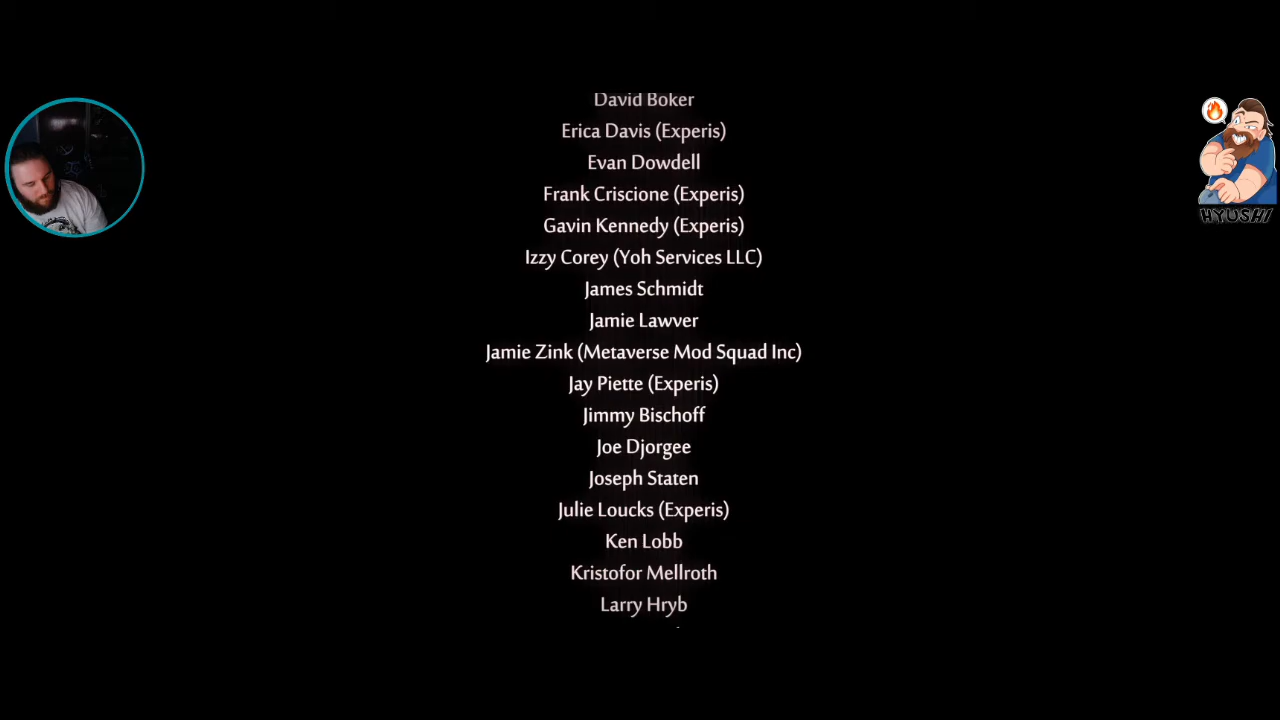 David Boker
Erica Davis (Experis)
Evan Dowdell
Frank Criscione (Experis)
Gavin Kennedy (Experis)
Izzy Corey (Yoh Services LLC)
James Schmidt
Jamie Lawver
Jamie Zink (Metaverse Mod Squad Inc)
Jay Piette (Experis)
Jimmy Bischoff
Joe Djorgee
Joseph Staten
Julie Loucks (Experis)
Ken Lobb
Kristofor Mellroth
Larry Hryb
HYUSHI